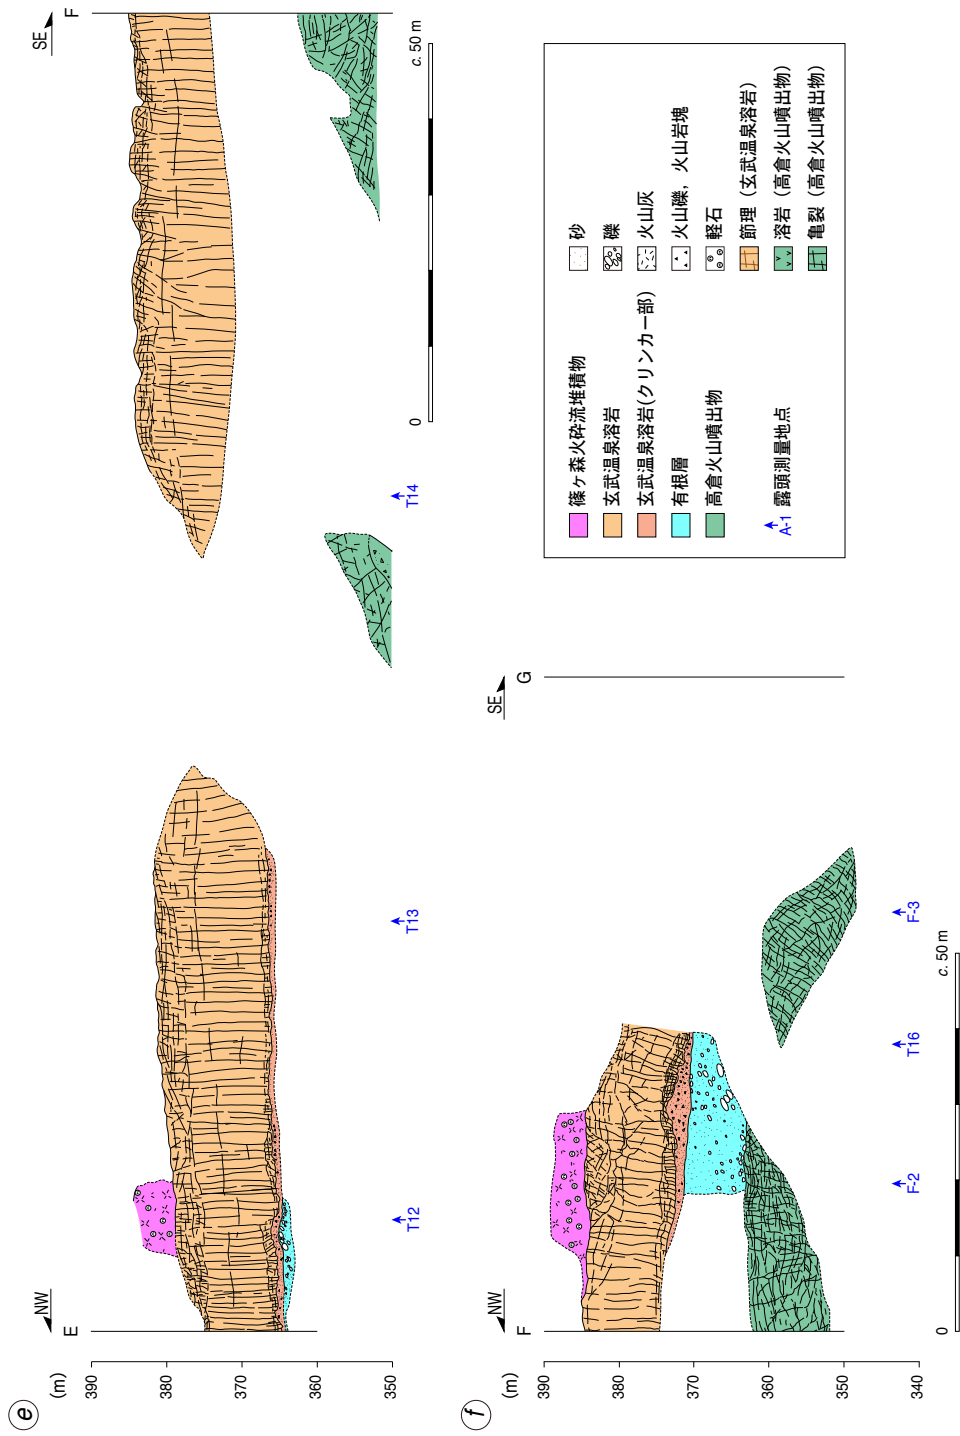 e
(m)
390
380
370
360
350
E
NW
SE
F
T12
T13
T14
0
c. 50 m
f
(m)
390
380
370
360
350
340
F
NW
SE
G
F-2
T16
F-3
0
c. 50 m
篠ヶ森火砕流堆積物
玄武温泉溶岩
玄武温泉溶岩(クリンカー部)
有根層
高倉火山噴出物
A-1 露頭測量地点
砂
礫
火山灰
火山礫，火山岩塊
軽石
節理（玄武温泉溶岩）
溶岩（高倉火山噴出物）
亀裂（高倉火山噴出物）